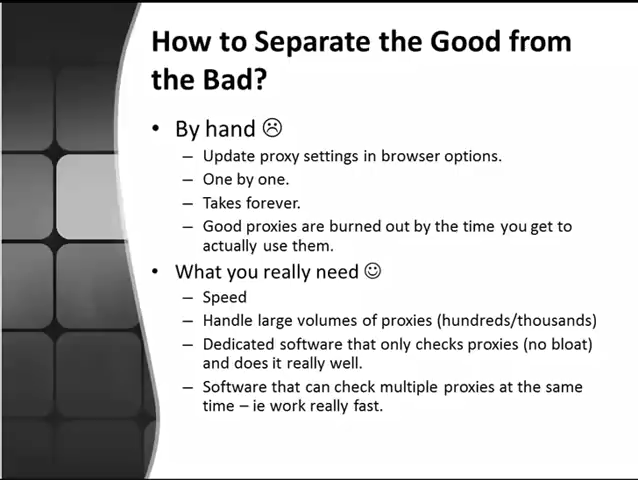 How to Separate the Good from
the Bad?
• By hand ☹
– Update proxy settings in browser options.
– One by one.
– Takes forever.
– Good proxies are burned out by the time you get to
actually use them.
• What you really need ☺
– Speed
– Handle large volumes of proxies (hundreds/thousands)
– Dedicated software that only checks proxies (no bloat)
and does it really well.
– Software that can check multiple proxies at the same
time – ie work really fast.